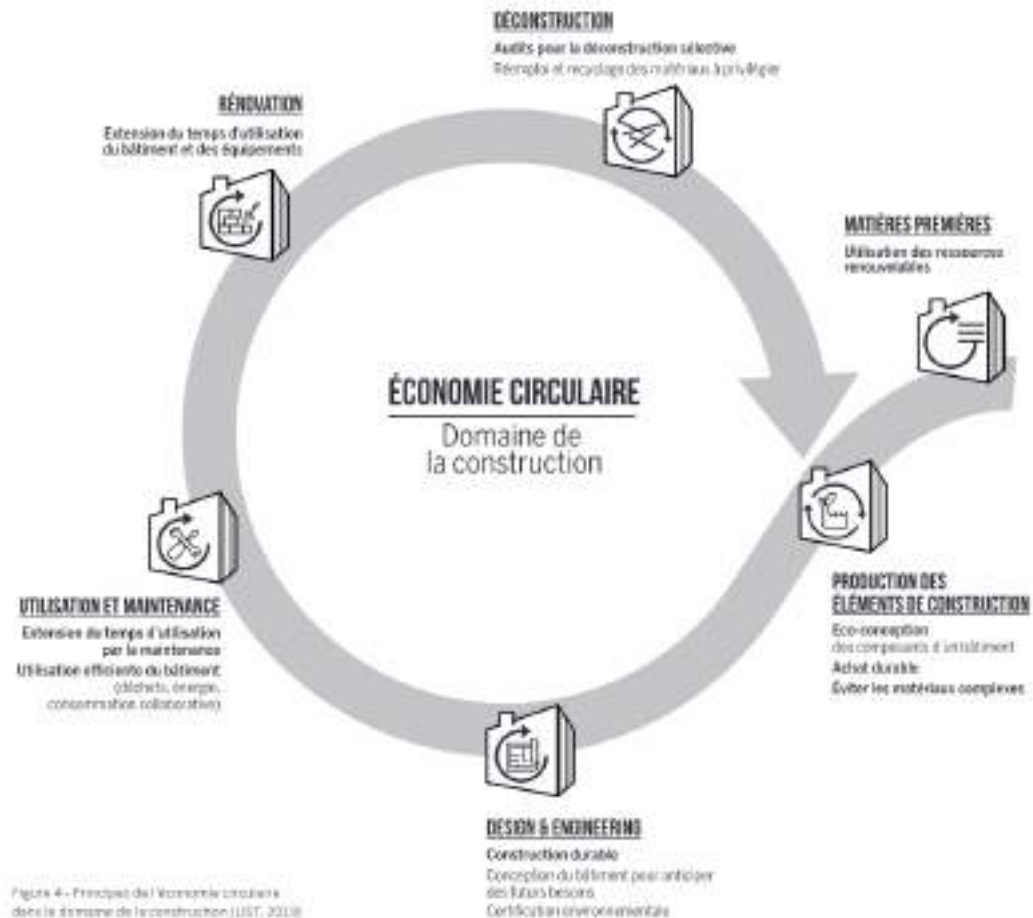 DÉCONSTRUCTION
Audits pour la déconstruction sélective
Réemploi et recyclage des matériaux à privilégier
RÉNOVATION
Extension du temps d'utilisation
du bâtiment et des équipements
MATIÈRES PREMIÈRES
Utilisation des ressources
renouvelables
ÉCONOMIE CIRCULAIRE
Domaine de
la construction
PRODUCTION DES
ÉLÉMENTS DE CONSTRUCTION
Eco-conception
des composants d'un bâtiment
Achat durable
Éviter les matériaux complexes
UTILISATION ET MAINTENANCE
Extension du temps d'utilisation
par la maintenance
Utilisation efficiente du bâtiment
(déchets, énergie,
consommation collaborative)
DESIGN & ENGINEERING
Construction durable
Conception du bâtiment pour anticiper
des futurs besoins
Certification environnementale
Figure 4 – Principes de l'économie circulaire
dans le domaine de la construction (LIST,